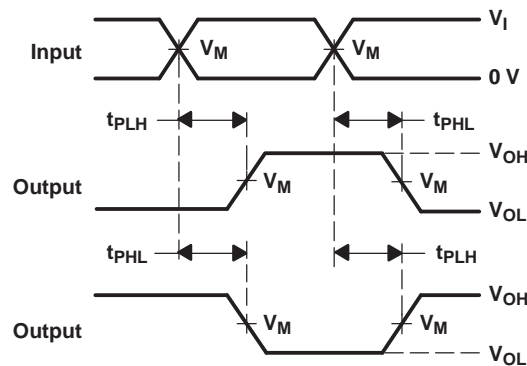 V_I
Input V_M V_M
0 V
t_PLH t_PHL
V_OH
Output V_M V_M
V_OL
t_PHL t_PLH
V_OH
Output V_M V_M
V_OL